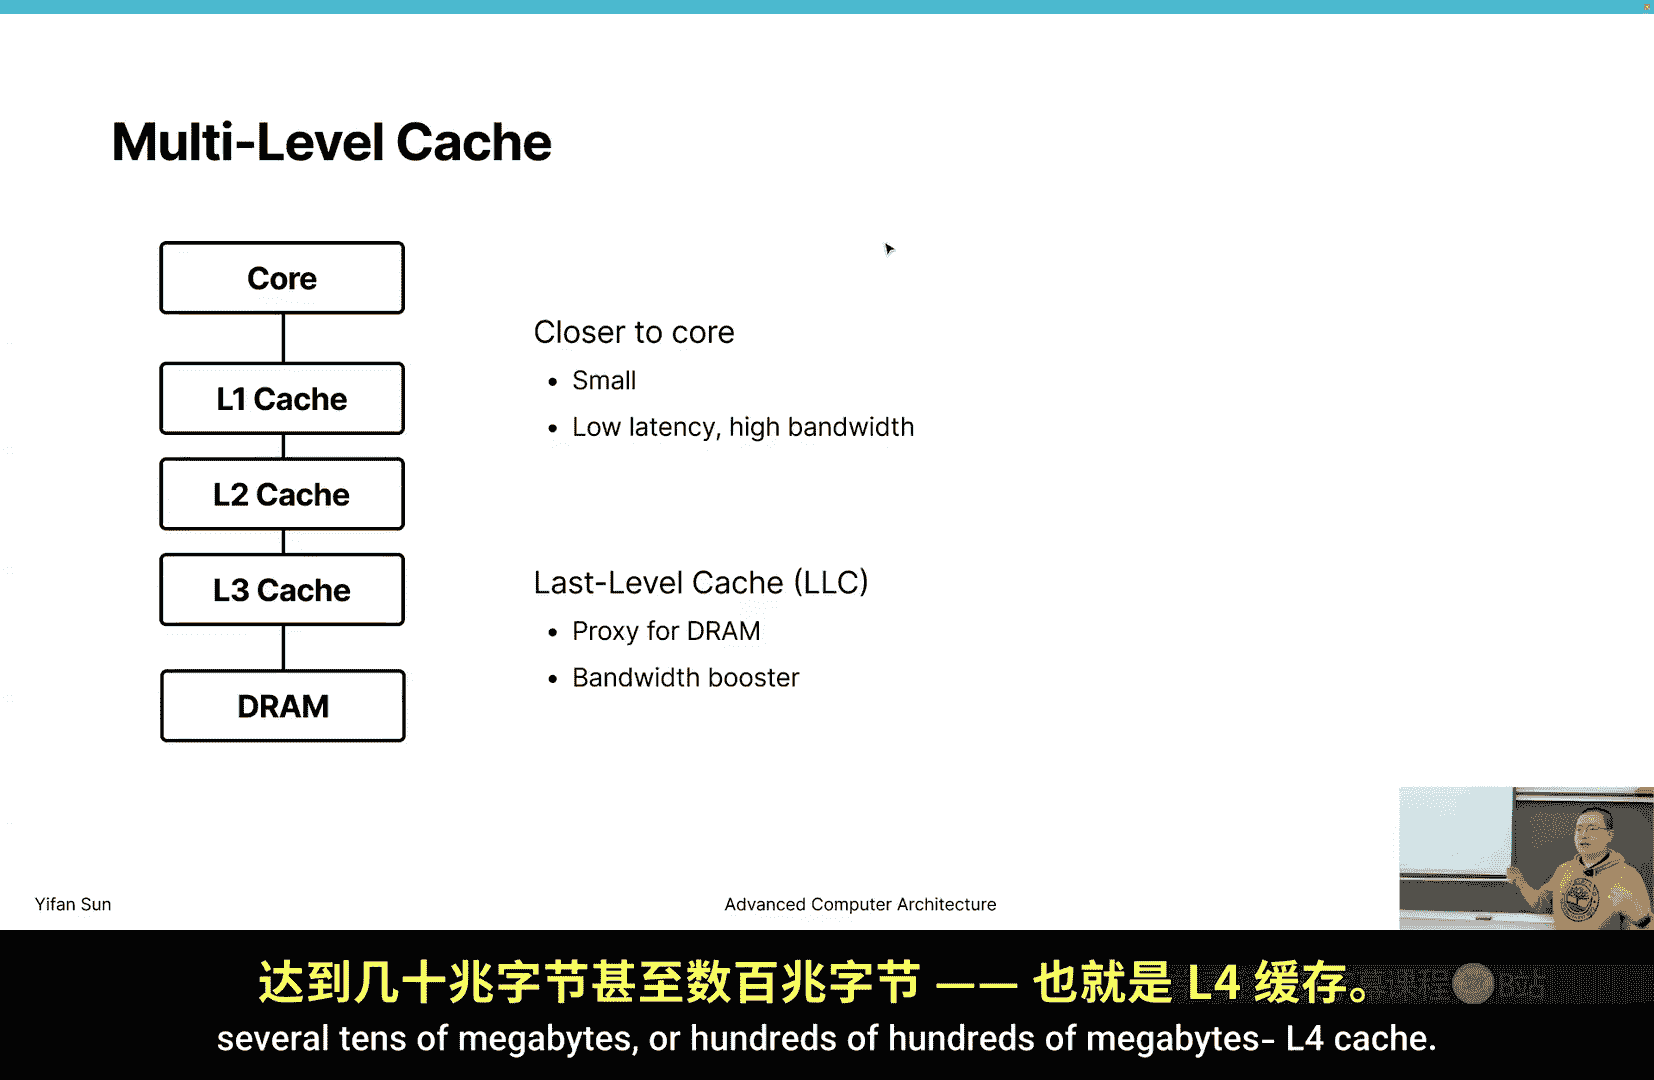 Multi-Level Cache
Core
L1 Cache
L2 Cache
L3 Cache
DRAM
Closer to core
• Small
• Low latency, high bandwidth
Last-Level Cache (LLC)
• Proxy for DRAM
• Bandwidth booster
Yifan Sun
Advanced Computer Architecture
达到几十兆字节甚至数百兆字节 —— 也就是 L4 缓存。
several tens of megabytes, or hundreds of hundreds of megabytes- L4 cache.